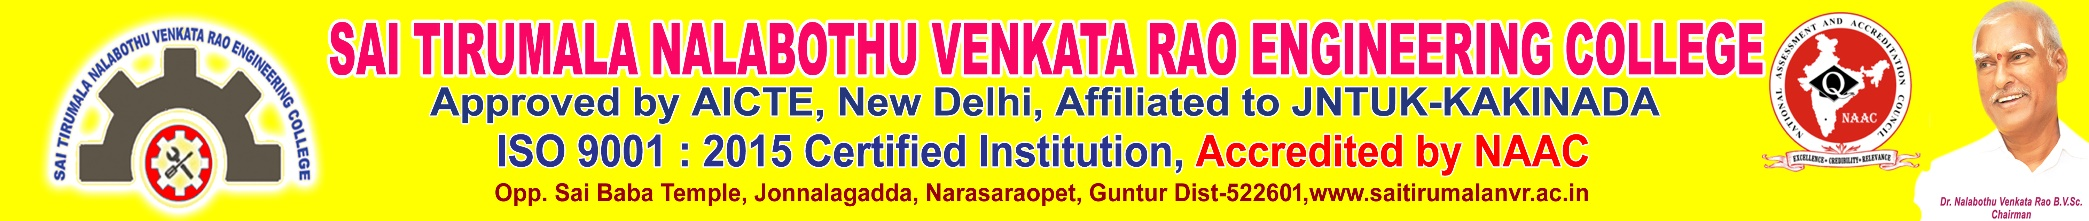 SAI TIRUMALA NALABOTHU VENKATA RAO ENGINEERING COLLEGE
SAI TIRUMALA NALABOTHU VENKATA RAO ENGINEERING COLLEGE
Approved by AICTE, New Delhi, Affiliated to JNTUK-KAKINADA
ISO 9001 : 2015 Certified Institution, Accredited by NAAC
Opp. Sai Baba Temple, Jonnalagadda, Narasaraopet, Guntur Dist-522601,www.saitirumalanvr.ac.in
NATIONAL ASSESSMENT AND ACCREDITATION COUNCIL
Q
NAAC
EXCELLENCE • CREDIBILITY • RELEVANCE
Dr. Nalabothu Venkata Rao B.V.Sc.
Chairman